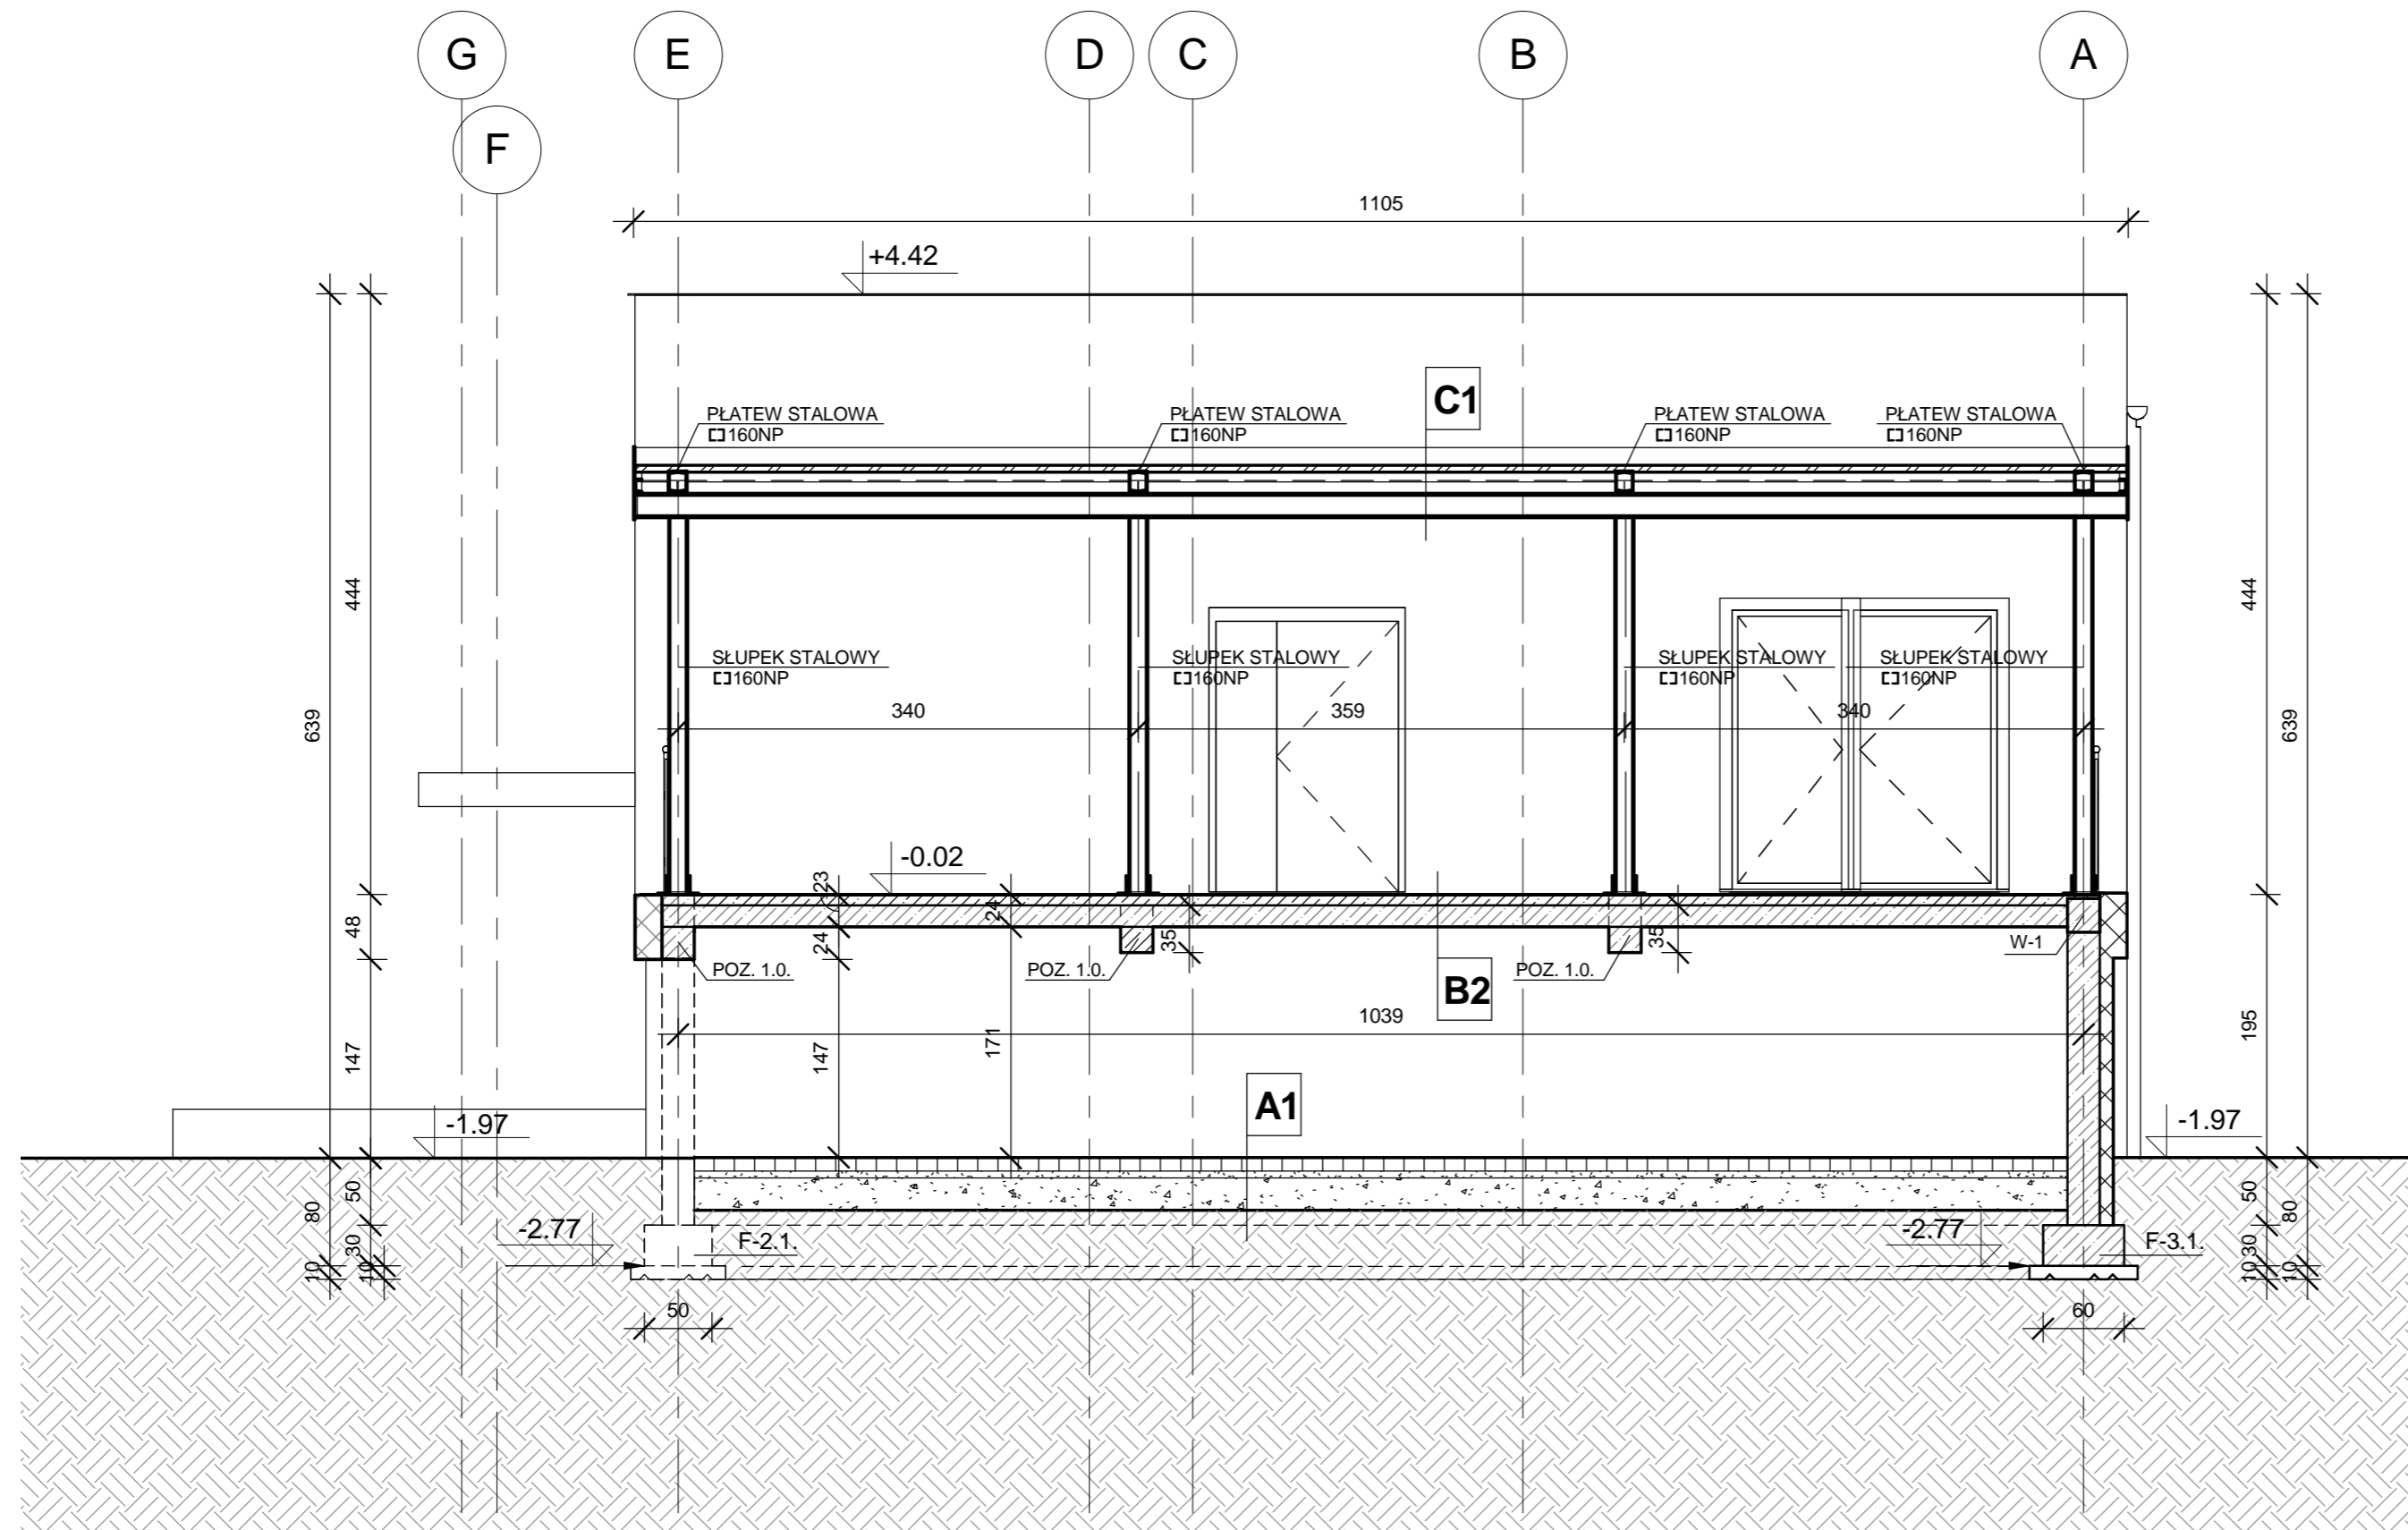 G
E
D
C
B
A
F
1105
+4.42
C1
PŁATEW STALOWA
160NP
PŁATEW STALOWA
160NP
PŁATEW STALOWA
160NP
PŁATEW STALOWA
160NP
444
444
639
639
SŁUPEK STALOWY
160NP
SŁUPEK STALOWY
160NP
SŁUPEK STALOWY
160NP
SŁUPEK STALOWY
160NP
340
359
340
-0.02
23
24
24
35
35
48
W-1
POZ. 1.0.
POZ. 1.0.
POZ. 1.0.
B2
1039
147
147
171
195
A1
-1.97
-1.97
80
50
50
80
-2.77
F-2.1.
-2.77
F-3.1.
10
30
10
30
10
10
50
60